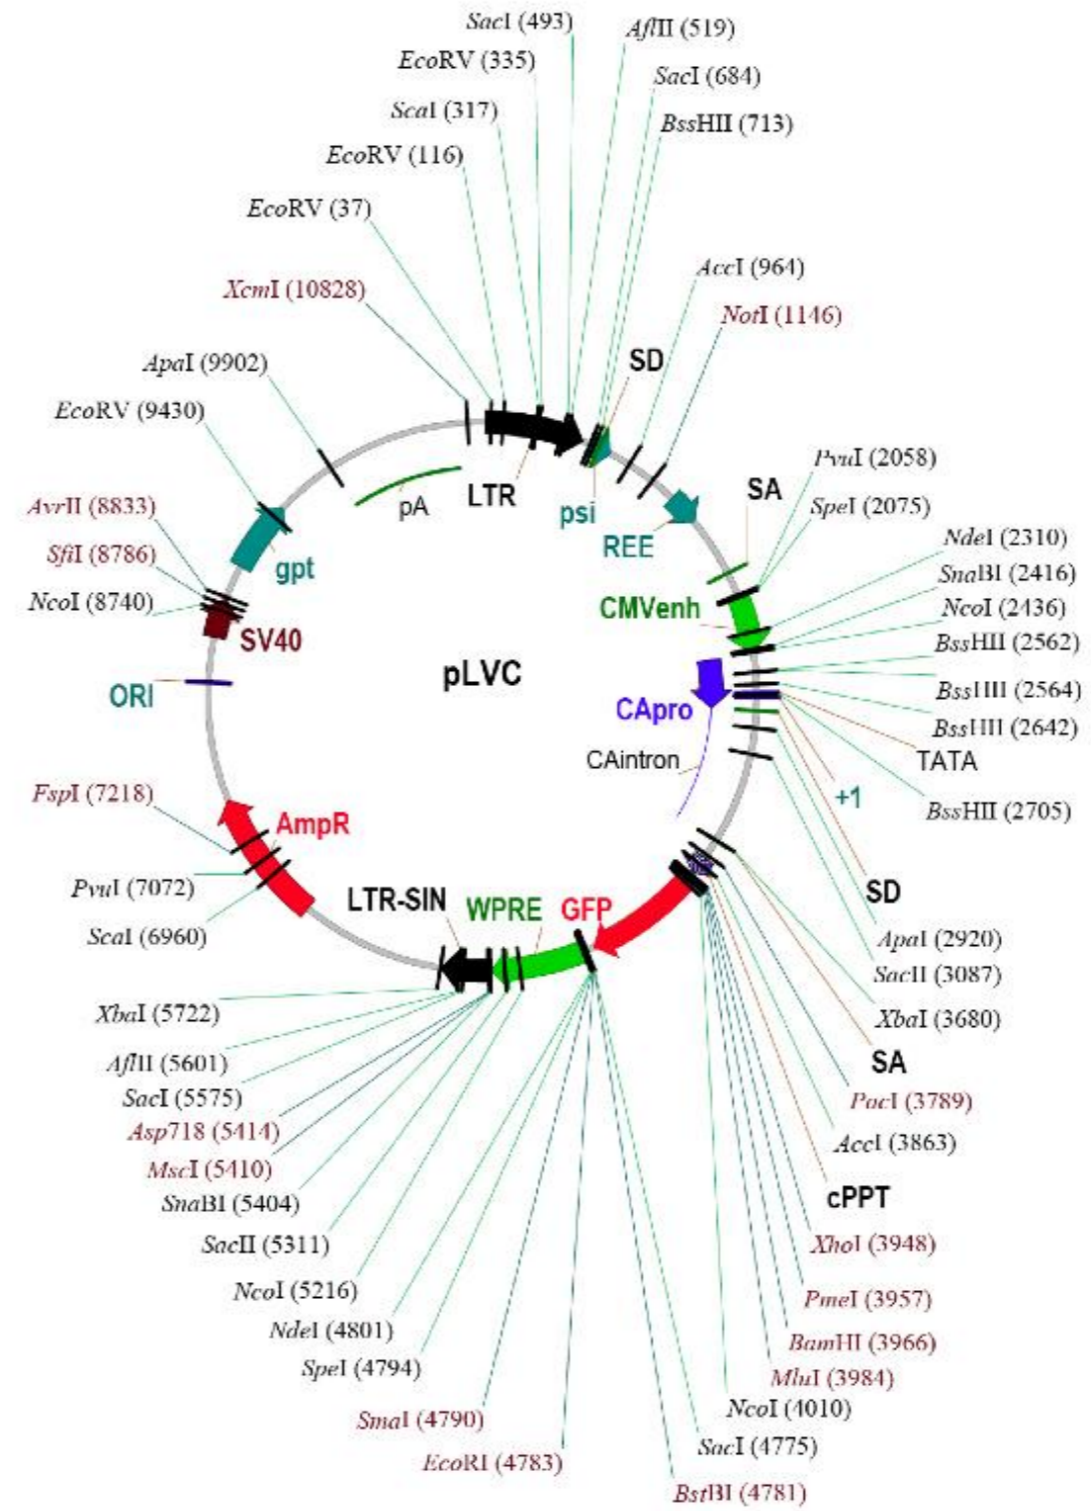 SacI (493)
AflII (519)
EcoRV (335)
SacI (684)
ScaI (317)
BssHII (713)
EcoRV (116)
EcoRV (37)
AccI (964)
XcmI (10828)
NotI (1146)
ApaI (9902)
SD
EcoRV (9430)
PvuI (2058)
LTR
SA
pA
psi
SpeI (2075)
AvrII (8833)
REE
NdeI (2310)
SfiI (8786)
gpt
SnaBI (2416)
NcoI (8740)
CMVenh
NcoI (2436)
SV40
BssHII (2562)
pLVC
BssHII (2564)
ORI
CApro
BssHII (2642)
CAintron
TATA
FspI (7218)
+1
BssHII (2705)
AmpR
PvuI (7072)
LTR-SIN
WPRE
GFP
SD
ScaI (6960)
ApaI (2920)
SacII (3087)
XbaI (5722)
XbaI (3680)
AflII (5601)
SA
SacI (5575)
PacI (3789)
Asp718 (5414)
AccI (3863)
MscI (5410)
SnaBI (5404)
cPPT
SacII (5311)
XhoI (3948)
NcoI (5216)
PmeI (3957)
NdeI (4801)
BamHI (3966)
SpeI (4794)
MluI (3984)
SmaI (4790)
NcoI (4010)
EcoRI (4783)
SacI (4775)
BstBI (4781)